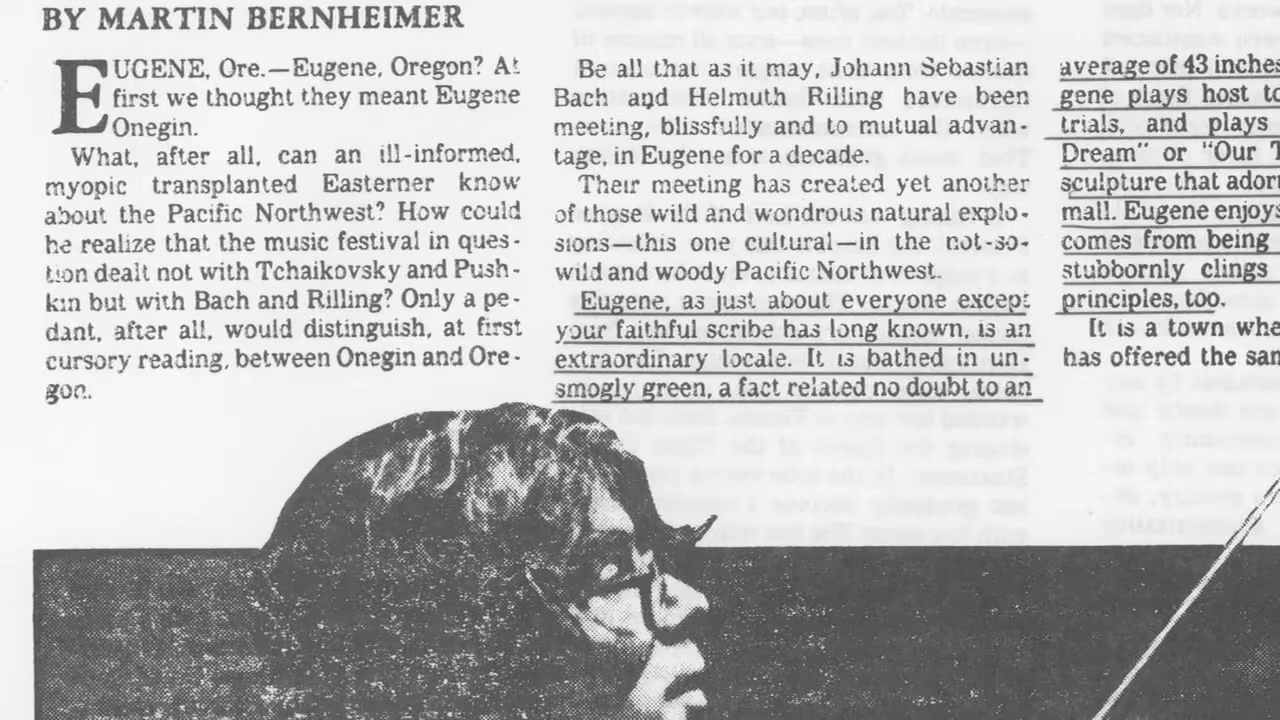 BY MARTIN BERNHEIMER
EUGENE, Ore.—Eugene, Oregon? At
first we thought they meant Eugene
Onegin.
What, after all, can an ill-informed,
myopic transplanted Easterner know
about the Pacific Northwest? How could
he realize that the music festival in ques-
tion dealt not with Tchaikovsky and Push-
kin but with Bach and Rilling? Only a pe-
dant, after all, would distinguish, at first
cursory reading, between Onegin and Ore-
gon.
Be all that as it may, Johann Sebastian
Bach and Helmuth Rilling have been
meeting, blissfully and to mutual advan-
tage, in Eugene for a decade.
Their meeting has created yet another
of those wild and wondrous natural explo-
sions—this one cultural—in the not-so-
wild and woody Pacific Northwest.
Eugene, as just about everyone except
your faithful scribe has long known, is an
extraordinary locale. It is bathed in un-
smogly green, a fact related no doubt to an
average of 43 inches
gene plays host to
trials, and plays
Dream" or "Our T
sculpture that ador
mall. Eugene enjoys
comes from being
stubbornly clings
principles, too.
It is a town whe
has offered the sam